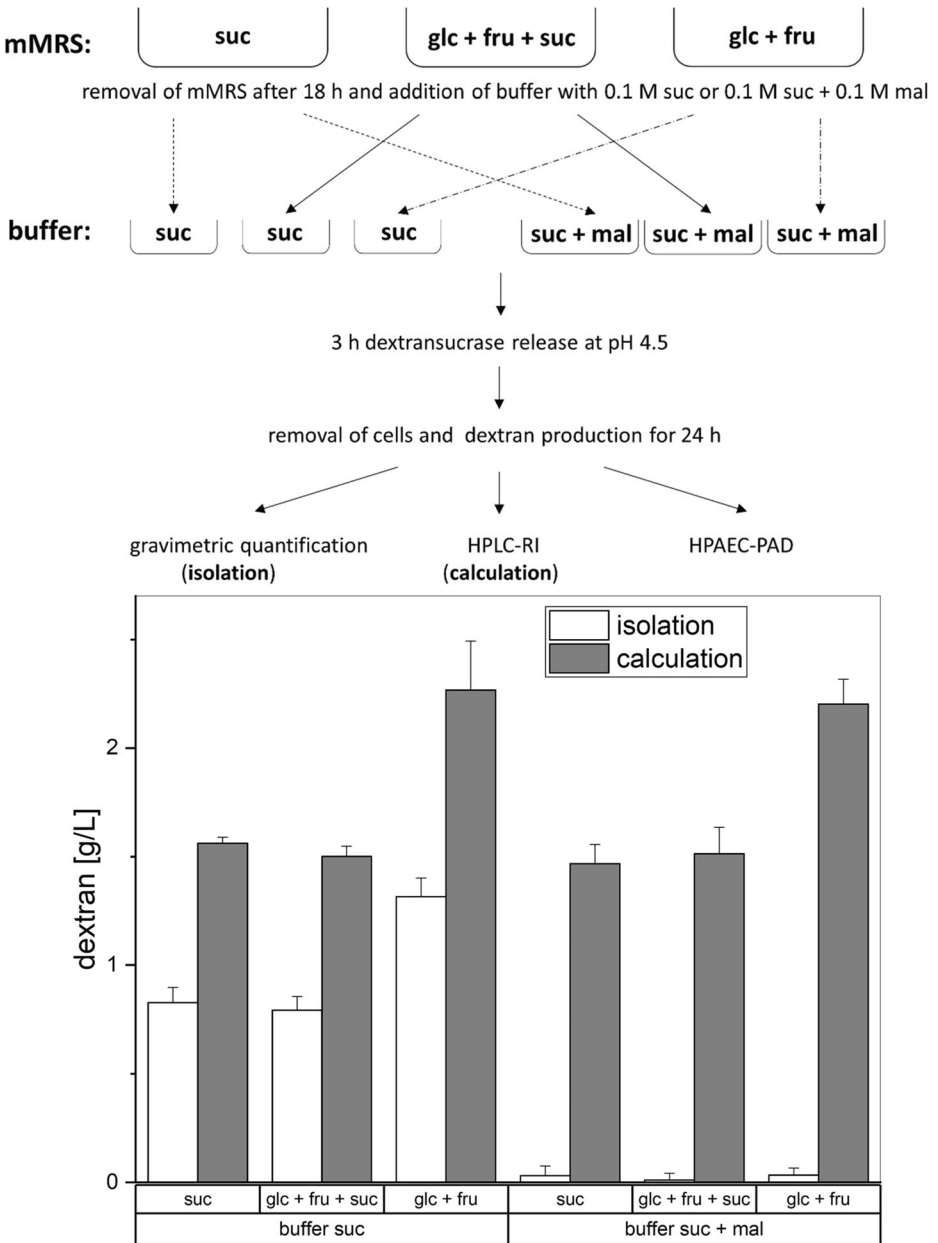 mMRS: suc glc + fru + suc glc + fru
removal of mMRS after 18 h and addition of buffer with 0.1 M suc or 0.1 M suc + 0.1 M mal
buffer: suc suc suc suc + mal suc + mal suc + mal
3 h dextransucrase release at pH 4.5
removal of cells and dextran production for 24 h
gravimetric quantification HPLC-RI HPAEC-PAD
(isolation) (calculation)
isolation
calculation
dextran [g/L]
2
1
0
suc glc + fru + suc glc + fru suc glc + fru + suc glc + fru
buffer suc buffer suc + mal